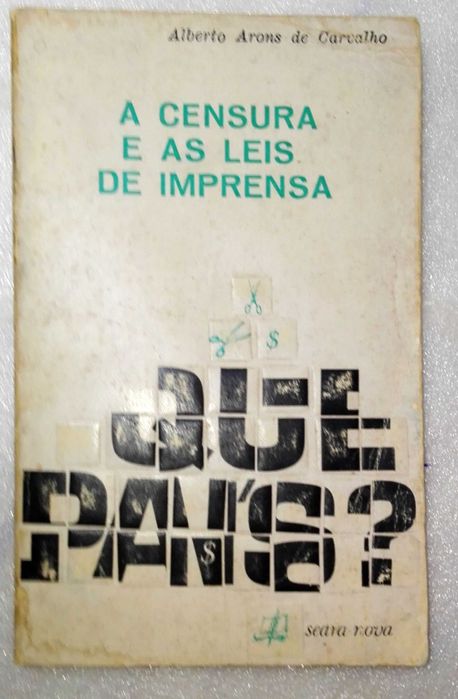 Alberto Arons de Carvalho
A CENSURA
E AS LEIS
DE IMPRENSA
$
QUE
PAÍS?
$
seara nova